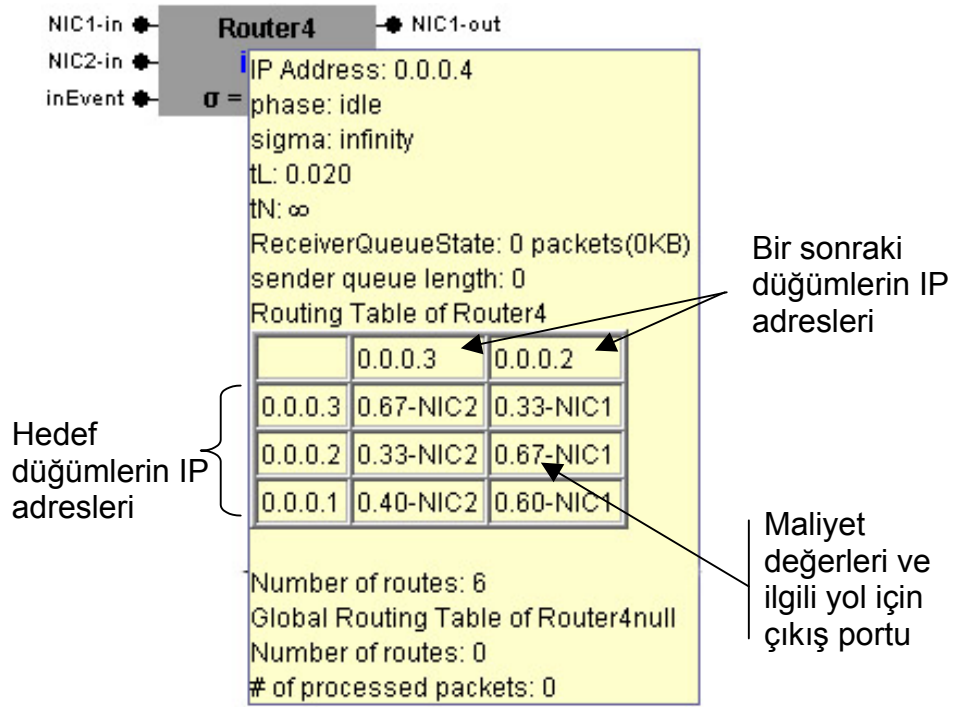 NIC1-in
NIC2-in
inEvent
Router4
i
σ =
NIC1-out
IP Address: 0.0.0.4
phase: idle
sigma: infinity
tL: 0.020
tN: ∞
ReceiverQueueState: 0 packets(0KB)
sender queue length: 0
Routing Table of Router4
0.0.0.3 0.0.0.2
0.0.0.3 0.67-NIC2 0.33-NIC1
0.0.0.2 0.33-NIC2 0.67-NIC1
0.0.0.1 0.40-NIC2 0.60-NIC1
Number of routes: 6
Global Routing Table of Router4null
Number of routes: 0
# of processed packets: 0
Bir sonraki
düğümlerin IP
adresleri
Hedef
düğümlerin IP
adresleri
Maliyet
değerleri ve
ilgili yol için
çıkış portu